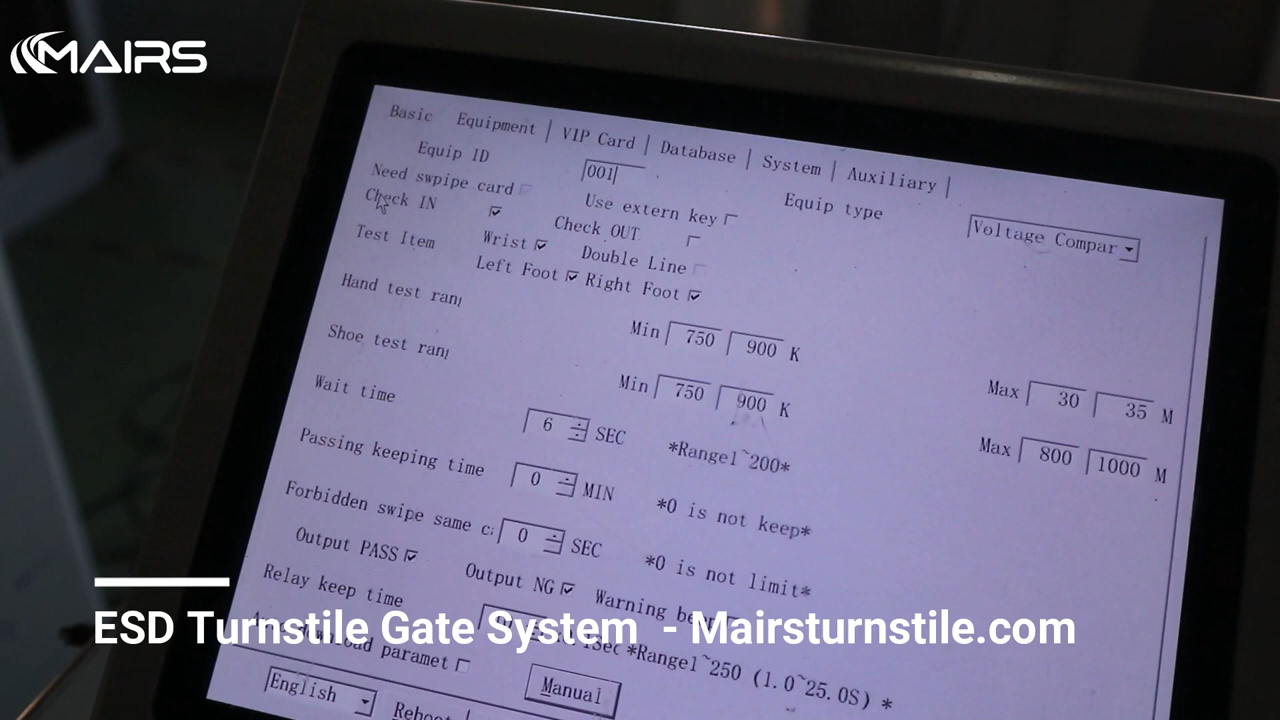 MAIRS
Basic Equipment VIP Card Database System Auxiliary
Equip ID 001 Equip type Voltage Compar
Need swpipe card Use extern key
Check IN Check OUT
Test Item Wrist Double Line
Left Foot Right Foot
Hand test rang Min 750 900 K Max 30 35 M
Shoe test rang Min 750 900 K Max 800 1000 M
Wait time 6 SEC *Range1~200*
Passing keeping time 0 MIN *0 is not keep*
Forbidden swipe same c 0 SEC *0 is not limit*
Output PASS Output NG Warning
Relay keep time *Range1~250 (1.0~25.0S) *
paramet
Manual
English
ESD Turnstile Gate System - Mairsturnstile.com